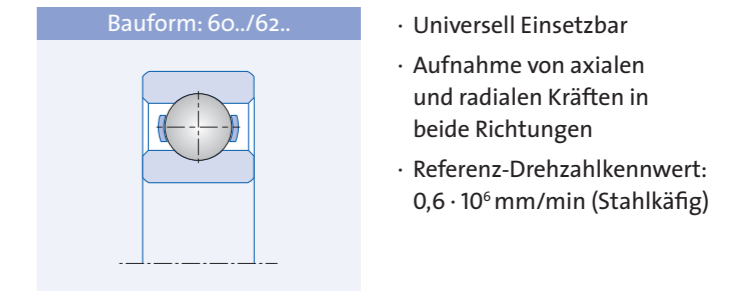 Bauform: 60../62..
· Universell Einsetzbar
· Aufnahme von axialen
und radialen Kräften in
beide Richtungen
· Referenz-Drehzahlkennwert:
0,6 · 10⁶ mm/min (Stahlkäfig)